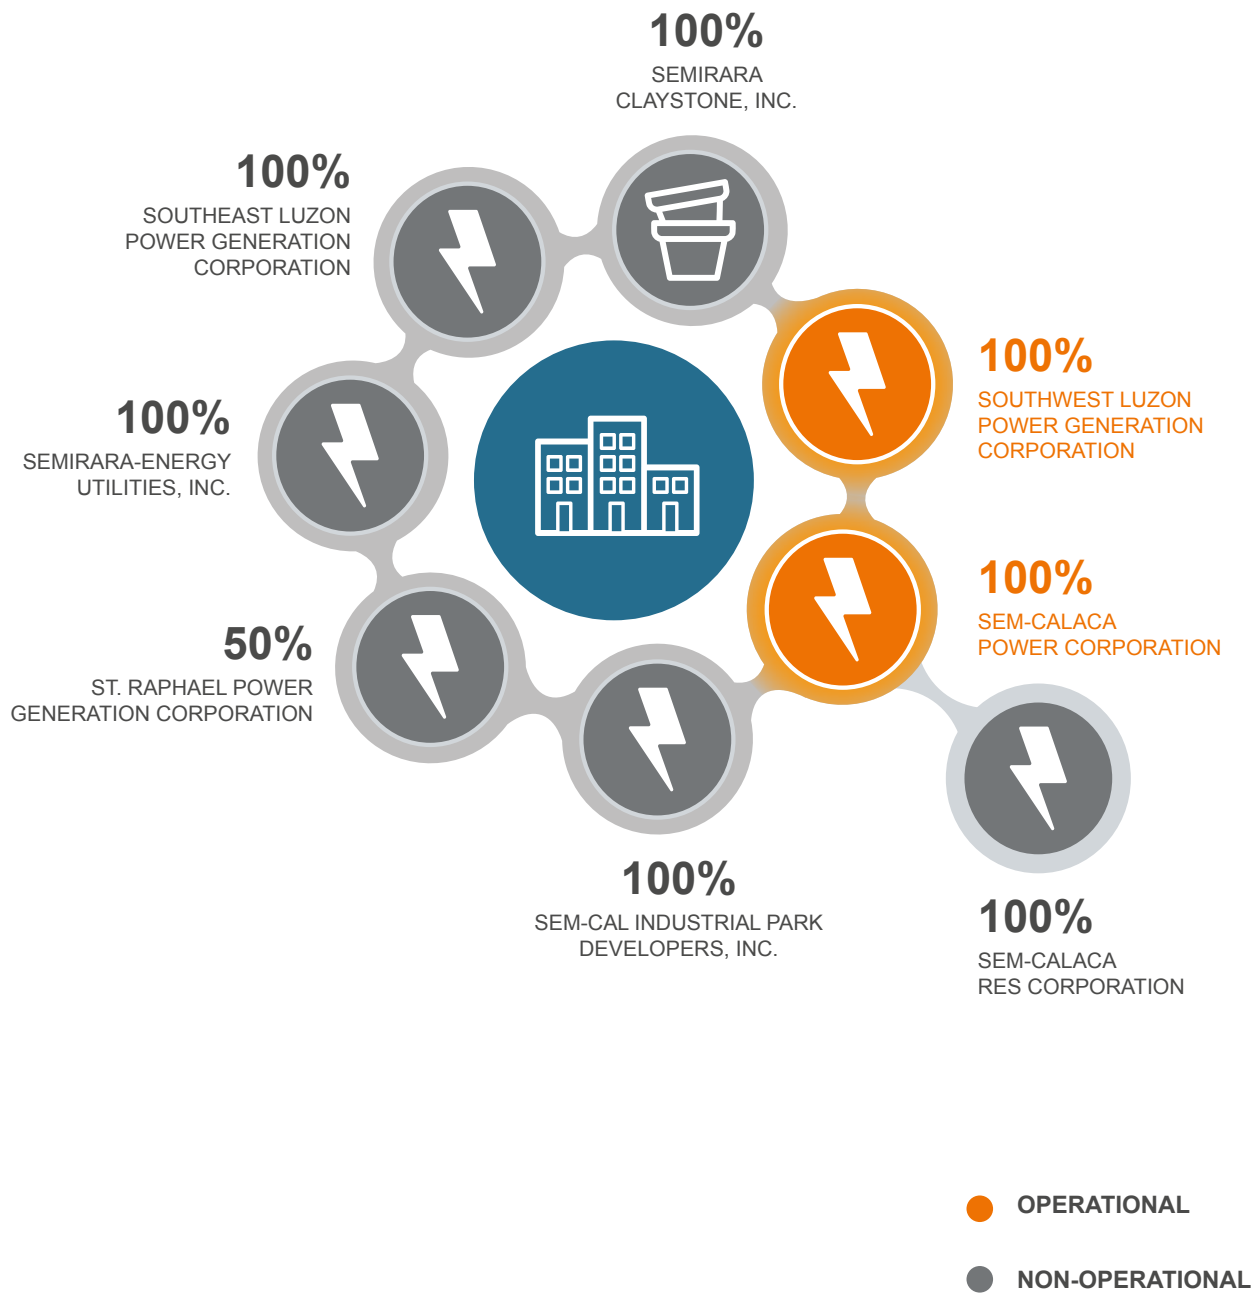 100%
SEMIRARA
CLAYSTONE, INC.
100%
SOUTHEAST LUZON
POWER GENERATION
CORPORATION
100%
SOUTHWEST LUZON
POWER GENERATION
CORPORATION
100%
SEMIRARA-ENERGY
UTILITIES, INC.
100%
SEM-CALACA
POWER CORPORATION
50%
ST. RAPHAEL POWER
GENERATION CORPORATION
100%
SEM-CAL INDUSTRIAL PARK
DEVELOPERS, INC.
100%
SEM-CALACA
RES CORPORATION
OPERATIONAL
NON-OPERATIONAL